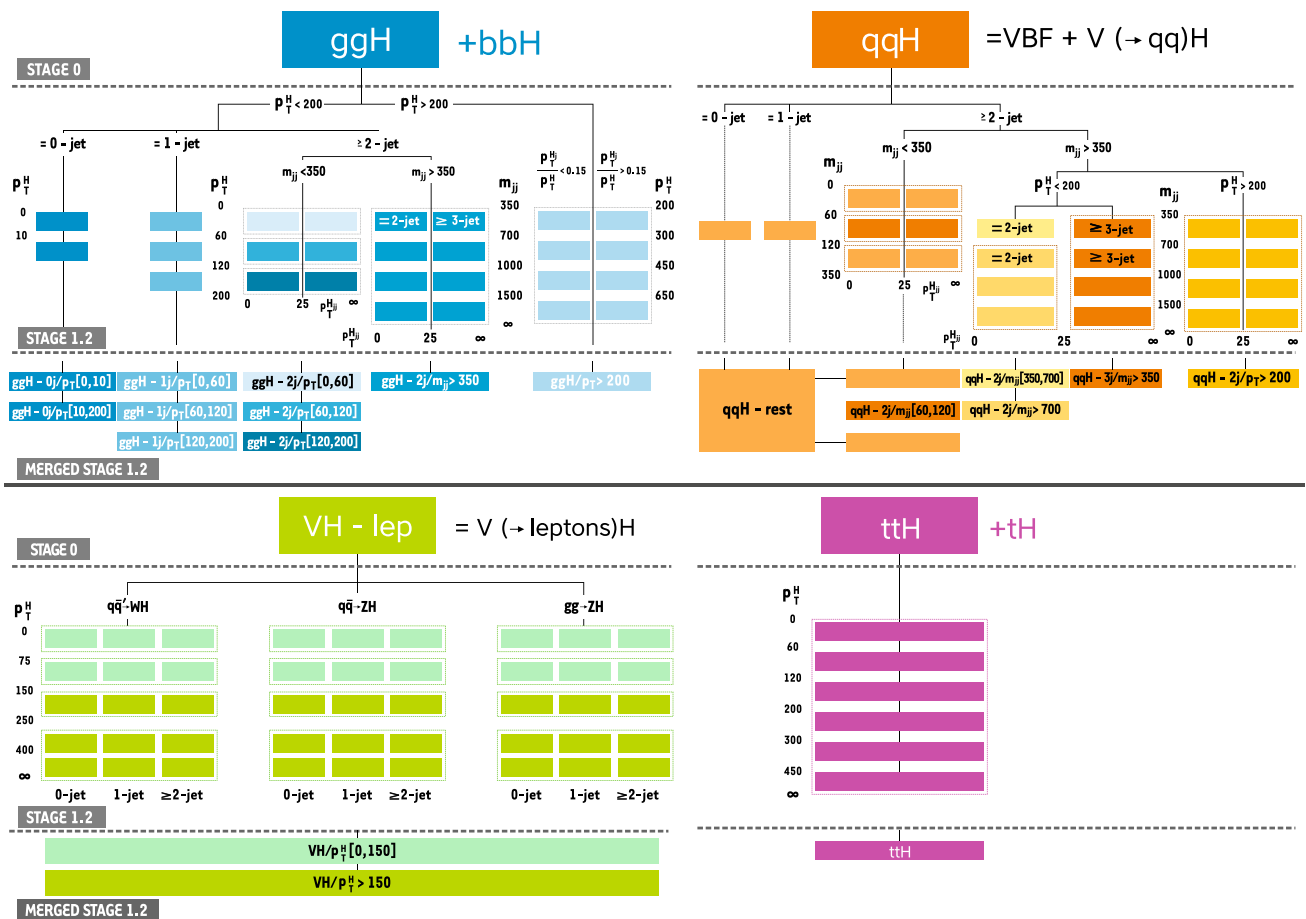 ggH +bbH
STAGE 0
p_T^H < 200 p_T^H > 200
= 0 - jet = 1 - jet ≥ 2 - jet
m_jj < 350 m_jj > 350
p_T^Hj / p_T^H < 0.15 p_T^Hj / p_T^H > 0.15
p_T^H
0
10
p_T^H
0
60
120
200
0 25 ∞
p_T^Hjj
= 2-jet ≥ 3-jet
p_T^Hjj
0 25 ∞
m_jj
350
700
1000
1500
∞
p_T^H
200
300
450
650
STAGE 1.2
ggH - 0j/p_T[0,10] ggH - 1j/p_T[0,60] ggH - 2j/p_T[0,60] ggH - 2j/m_jj > 350 ggH/p_T > 200
ggH - 0j/p_T[10,200] ggH - 1j/p_T[60,120] ggH - 2j/p_T[60,120]
ggH - 1j/p_T[120,200] ggH - 2j/p_T[120,200]
MERGED STAGE 1.2
qqH =VBF + V (→ qq)H
= 0 - jet = 1 - jet ≥ 2 - jet
m_jj < 350 m_jj > 350
p_T^H < 200 p_T^H > 200
m_jj
0
60
120
350
0 25 ∞
p_T^Hjj
= 2-jet ≥ 3-jet
= 2-jet ≥ 3-jet
p_T^Hjj
0 25 ∞
m_jj
350
700
1000
1500
∞
0 25 ∞
qqH - rest
qqH - 2j/m_jj[60,120]
qqH - 2j/m_jj[350,700] qqH - 3j/m_jj > 350 qqH - 2j/p_T > 200
qqH - 2j/m_jj > 700
VH - lep = V (→ leptons)H
STAGE 0
qq̄′→WH qq̄→ZH gg→ZH
p_T^H
0
75
150
250
400
∞
0-jet 1-jet ≥2-jet 0-jet 1-jet ≥2-jet 0-jet 1-jet ≥2-jet
STAGE 1.2
VH/p_T^H [0,150]
VH/p_T^H > 150
MERGED STAGE 1.2
ttH +tH
p_T^H
0
60
120
200
300
450
∞
ttH